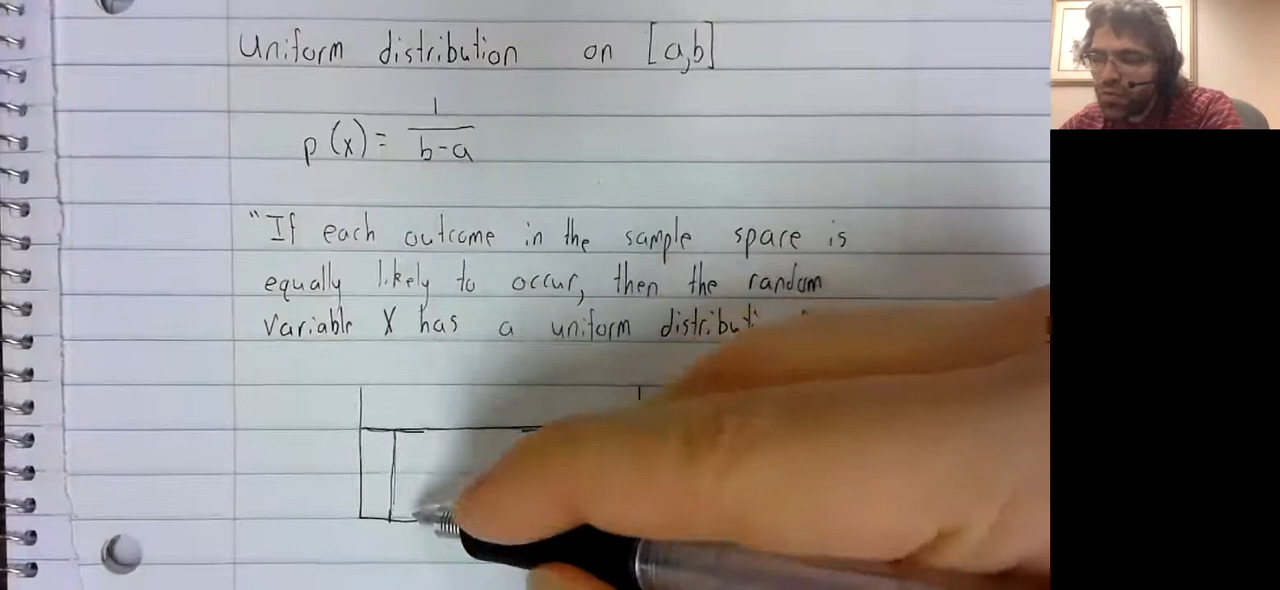 Uniform distribution on [a,b]
p(x) = 1/(b-a)
"If each outcome in the sample space is
equally likely to occur, then the random
variable X has a uniform